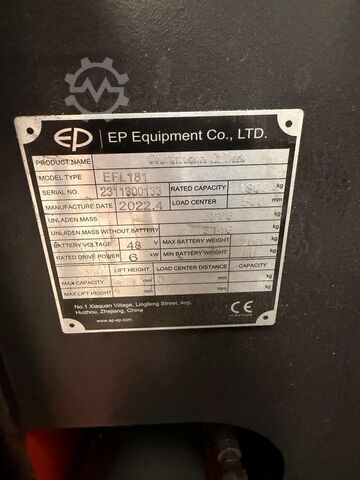 EP EP Equipment Co., LTD.
PRODUCT NAME
MODEL TYPE EFL181
SERIAL NO. 2311300133 RATED CAPACITY kg
MANUFACTURE DATE 2022.4 LOAD CENTER mm
UNLADEN MASS kg
UNLADEN MASS WITHOUT BATTERY kg
BATTERY VOLTAGE 48 V MAX BATTERY WEIGHT kg
RATED DRIVE POWER 6 kW MIN BATTERY WEIGHT kg
LIFT HEIGHT LOAD CENTER DISTANCE CAPACITY
MAX CAPACITY mm mm kg
MAX LIFT HEIGHT mm mm kg
No.1 Xiaquan Village, Lingfeng Street, Anji,
Huzhou, Zhejiang, China
www.ep-ep.com CE